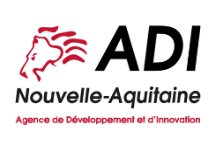 ADI
Nouvelle-Aquitaine
Agence de Développement et d'Innovation